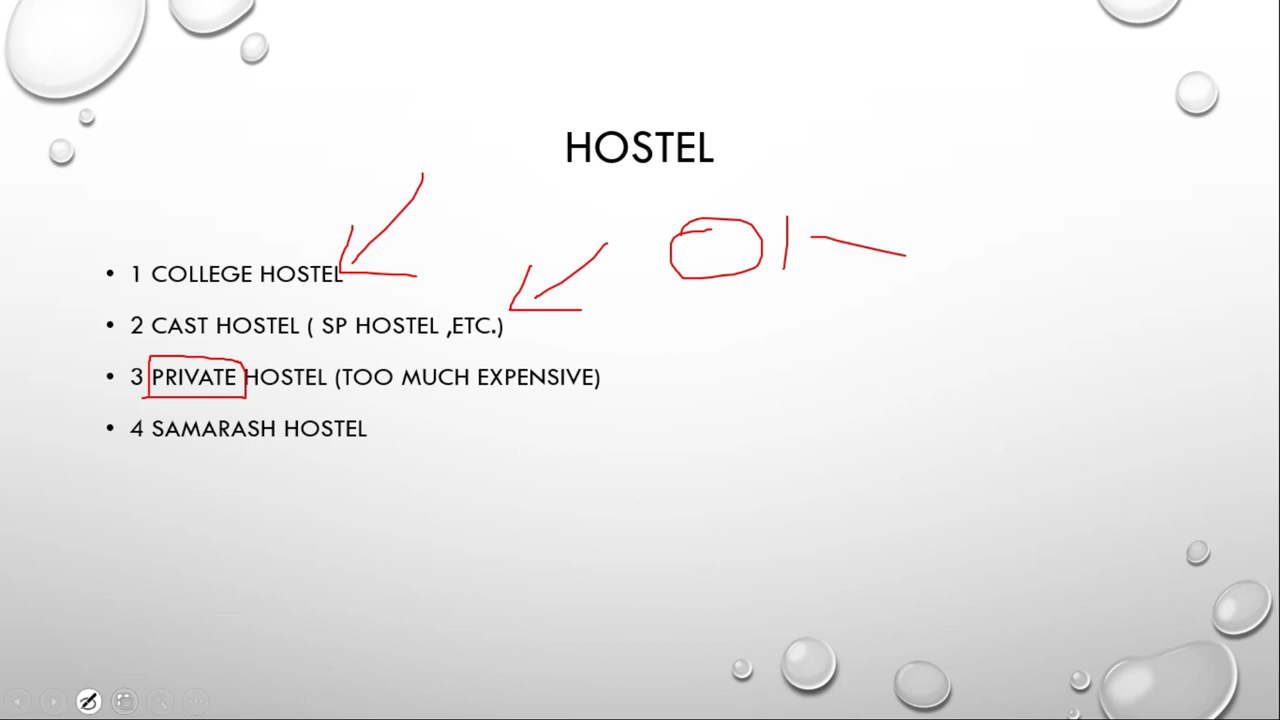 HOSTEL
• 1 COLLEGE HOSTEL
• 2 CAST HOSTEL ( SP HOSTEL ,ETC.)
• 3 PRIVATE HOSTEL (TOO MUCH EXPENSIVE)
• 4 SAMARASH HOSTEL